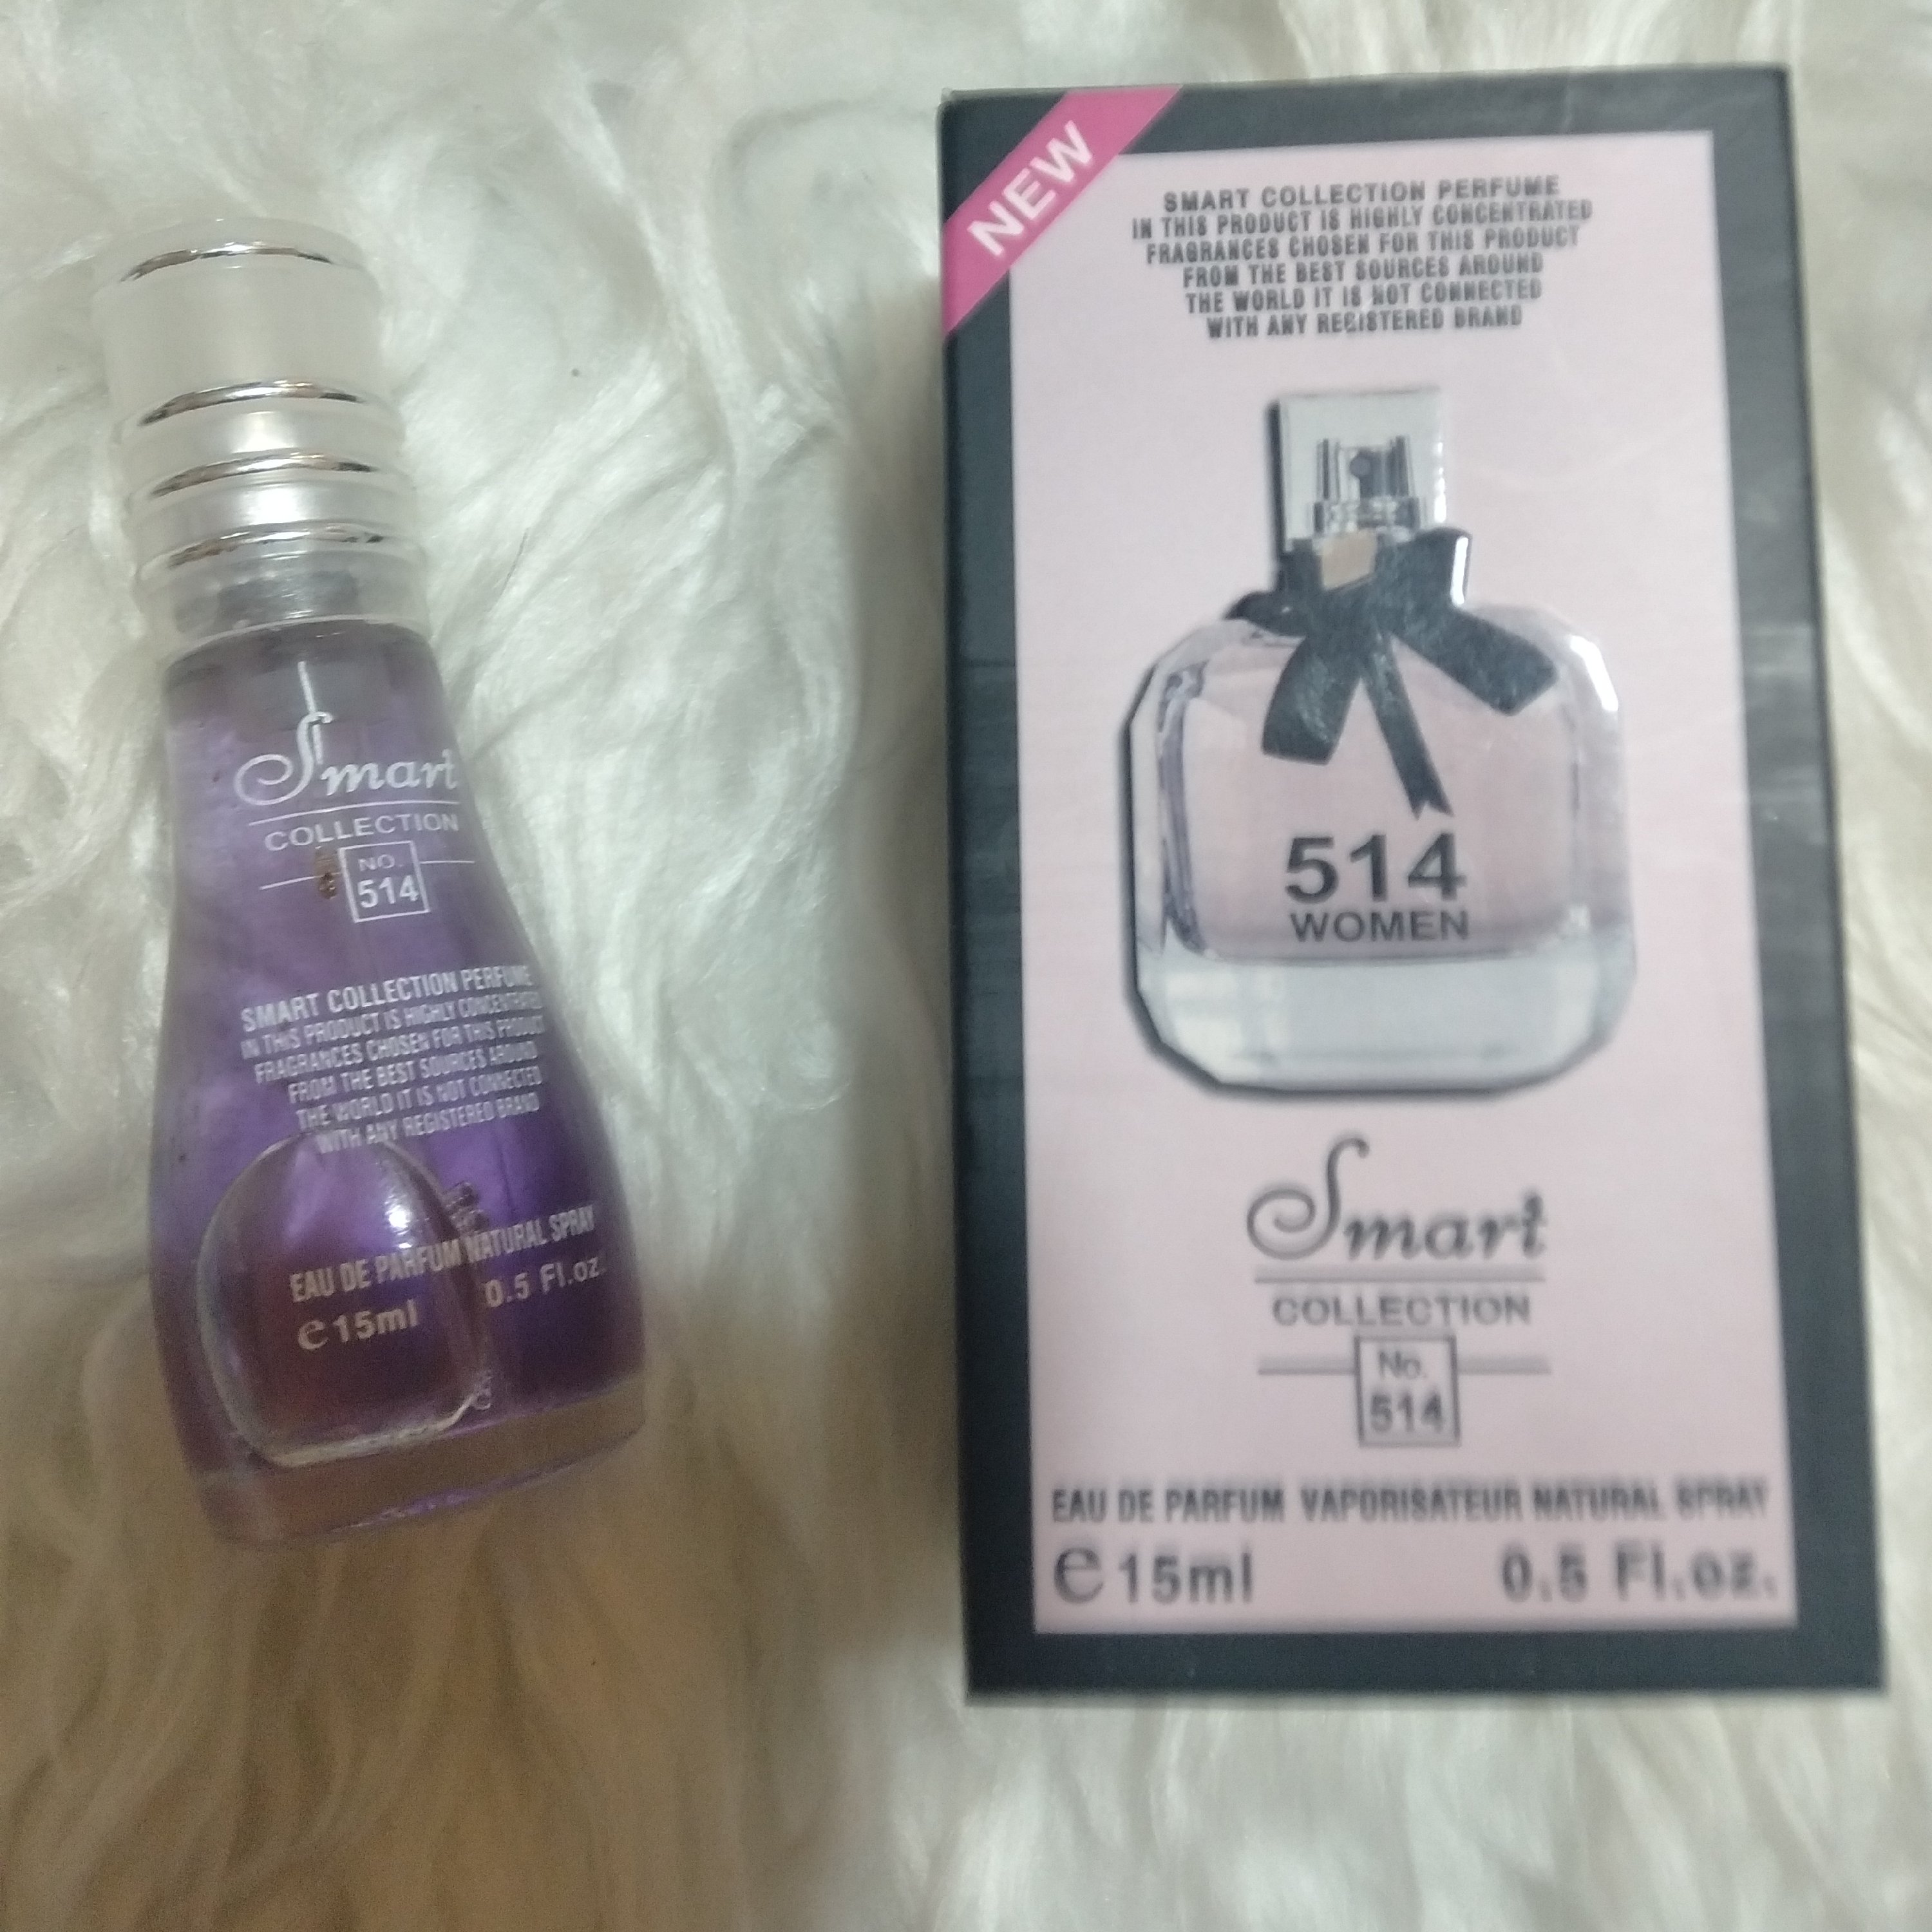 Smart
COLLECTION
NO.
514
SMART COLLECTION PERFUME
IN THIS PRODUCT IS HIGHLY CONCENTRATED
FRAGRANCES CHOSEN FOR THIS PRODUCT
FROM THE BEST SOURCES AROUND
THE WORLD IT IS NOT CONNECTED
WITH ANY REGISTERED BRAND
EAU DE PARFUM NATURAL SPRAY
e 15ml 0.5 Fl.oz.
NEW
SMART COLLECTION PERFUME
IN THIS PRODUCT IS HIGHLY CONCENTRATED
FRAGRANCES CHOSEN FOR THIS PRODUCT
FROM THE BEST SOURCES AROUND
THE WORLD IT IS NOT CONNECTED
WITH ANY REGISTERED BRAND
514
WOMEN
Smart
COLLECTION
No.
514
EAU DE PARFUM VAPORISATEUR NATURAL SPRAY
e 15ml 0.5 Fl.oz.